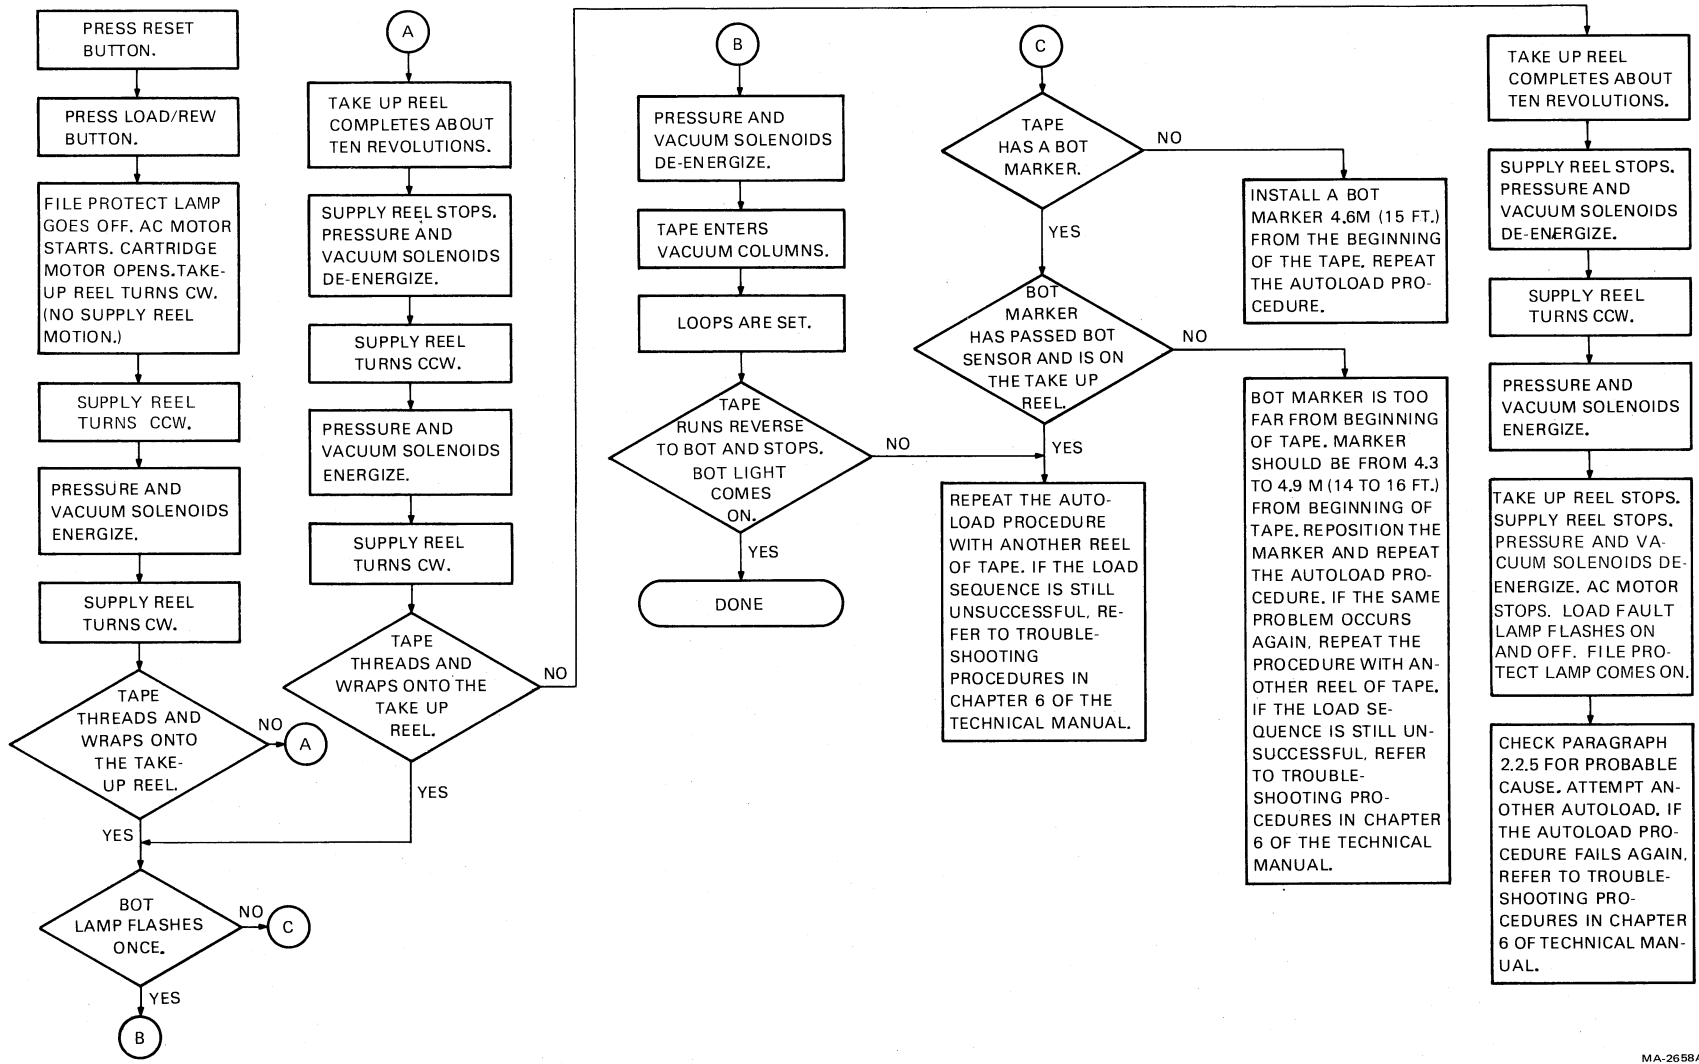 PRESS RESET
BUTTON.
PRESS LOAD/REW
BUTTON.
FILE PROTECT LAMP
GOES OFF. AC MOTOR
STARTS. CARTRIDGE
MOTOR OPENS.TAKE-
UP REEL TURNS CW.
(NO SUPPLY REEL
MOTION.)
SUPPLY REEL
TURNS CCW.
PRESSURE AND
VACUUM SOLENOIDS
ENERGIZE.
SUPPLY REEL
TURNS CW.
TAPE
THREADS AND
WRAPS ONTO
THE TAKE-
UP REEL.
NO
A
YES
BOT
LAMP FLASHES
ONCE.
NO
C
YES
B
A
TAKE UP REEL
COMPLETES ABOUT
TEN REVOLUTIONS.
SUPPLY REEL STOPS.
PRESSURE AND
VACUUM SOLENOIDS
DE-ENERGIZE.
SUPPLY REEL
TURNS CCW.
PRESSURE AND
VACUUM SOLENOIDS
ENERGIZE.
SUPPLY REEL
TURNS CW.
TAPE
THREADS AND
WRAPS ONTO THE
TAKE UP
REEL.
NO
YES
B
PRESSURE AND
VACUUM SOLENOIDS
DE-ENERGIZE.
TAPE ENTERS
VACUUM COLUMNS.
LOOPS ARE SET.
TAPE
RUNS REVERSE
TO BOT AND STOPS.
BOT LIGHT
COMES
ON.
NO
YES
DONE
C
TAPE
HAS A BOT
MARKER.
NO
YES
BOT
MARKER
HAS PASSED BOT
SENSOR AND IS ON
THE TAKE UP
REEL.
NO
YES
REPEAT THE AUTO-
LOAD PROCEDURE
WITH ANOTHER REEL
OF TAPE. IF THE LOAD
SEQUENCE IS STILL
UNSUCCESSFUL, RE-
FER TO TROUBLE-
SHOOTING
PROCEDURES IN
CHAPTER 6 OF THE
TECHNICAL MANUAL.
INSTALL A BOT
MARKER 4.6M (15 FT.)
FROM THE BEGINNING
OF THE TAPE. REPEAT
THE AUTOLOAD PRO-
CEDURE.
BOT MARKER IS TOO
FAR FROM BEGINNING
OF TAPE. MARKER
SHOULD BE FROM 4.3
TO 4.9 M (14 TO 16 FT.)
FROM BEGINNING OF
TAPE. REPOSITION THE
MARKER AND REPEAT
THE AUTOLOAD PRO-
CEDURE. IF THE SAME
PROBLEM OCCURS
AGAIN, REPEAT THE
PROCEDURE WITH AN-
OTHER REEL OF TAPE.
IF THE LOAD SE-
QUENCE IS STILL UN-
SUCCESSFUL, REFER
TO TROUBLE-
SHOOTING PRO-
CEDURES IN CHAPTER
6 OF THE TECHNICAL
MANUAL.
TAKE UP REEL
COMPLETES ABOUT
TEN REVOLUTIONS.
SUPPLY REEL STOPS.
PRESSURE AND
VACUUM SOLENOIDS
DE-ENERGIZE.
SUPPLY REEL
TURNS CCW.
PRESSURE AND
VACUUM SOLENOIDS
ENERGIZE.
TAKE UP REEL STOPS.
SUPPLY REEL STOPS.
PRESSURE AND VA-
CUUM SOLENOIDS DE-
ENERGIZE. AC MOTOR
STOPS. LOAD FAULT
LAMP FLASHES ON
AND OFF. FILE PRO-
TECT LAMP COMES ON.
CHECK PARAGRAPH
2.2.5 FOR PROBABLE
CAUSE. ATTEMPT AN-
OTHER AUTOLOAD. IF
THE AUTOLOAD PRO-
CEDURE FAILS AGAIN,
REFER TO TROUBLE-
SHOOTING PRO-
CEDURES IN CHAPTER
6 OF TECHNICAL MAN-
UAL.
MA-2658A